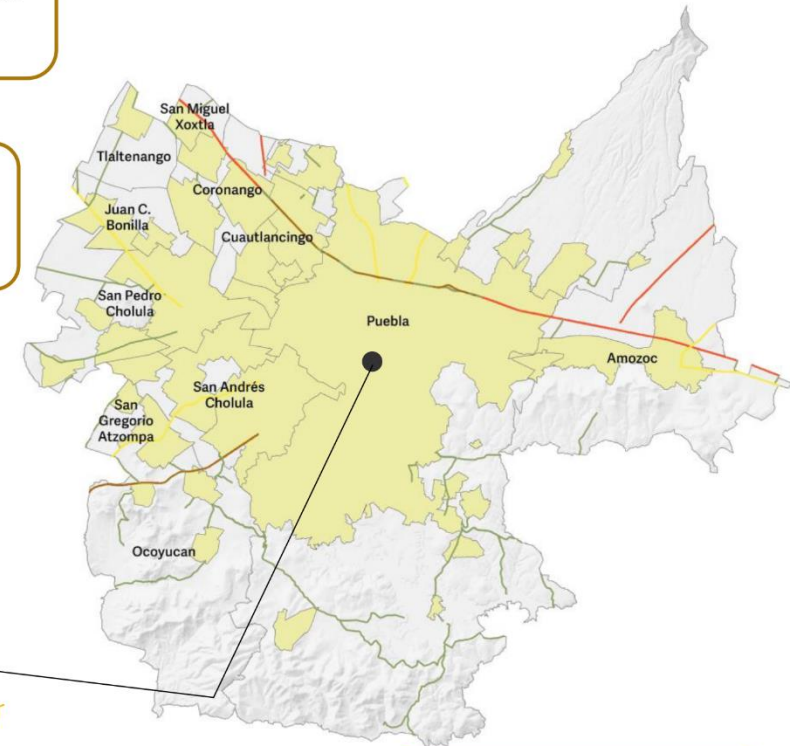 San Miguel
Xoxtla
Tlaltenango
Coronango
Juan C.
Bonilla
Cuautlancingo
San Pedro
Cholula
Puebla
Amozoc
San Andrés
Cholula
San
Gregorio
Atzompa
Ocoyucan